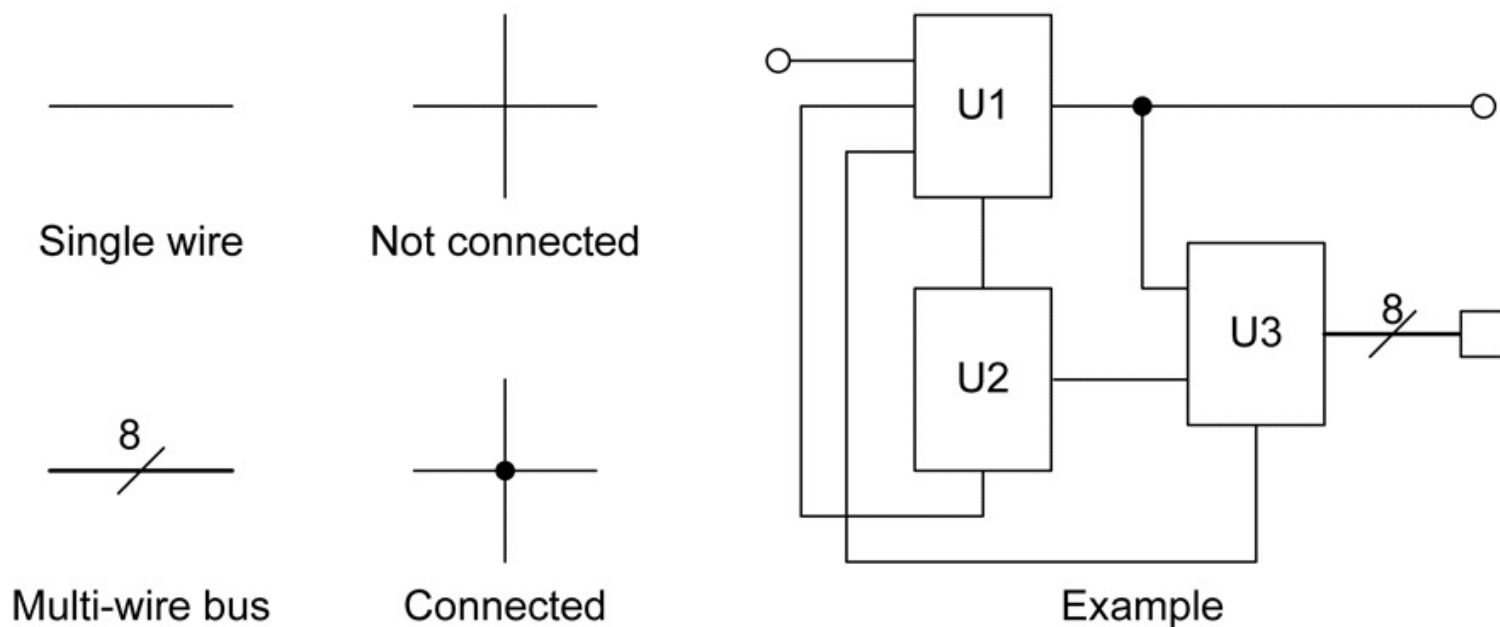 U1
Single wire
Not connected
8
U3
U2
8
Multi-wire bus
Connected
Example